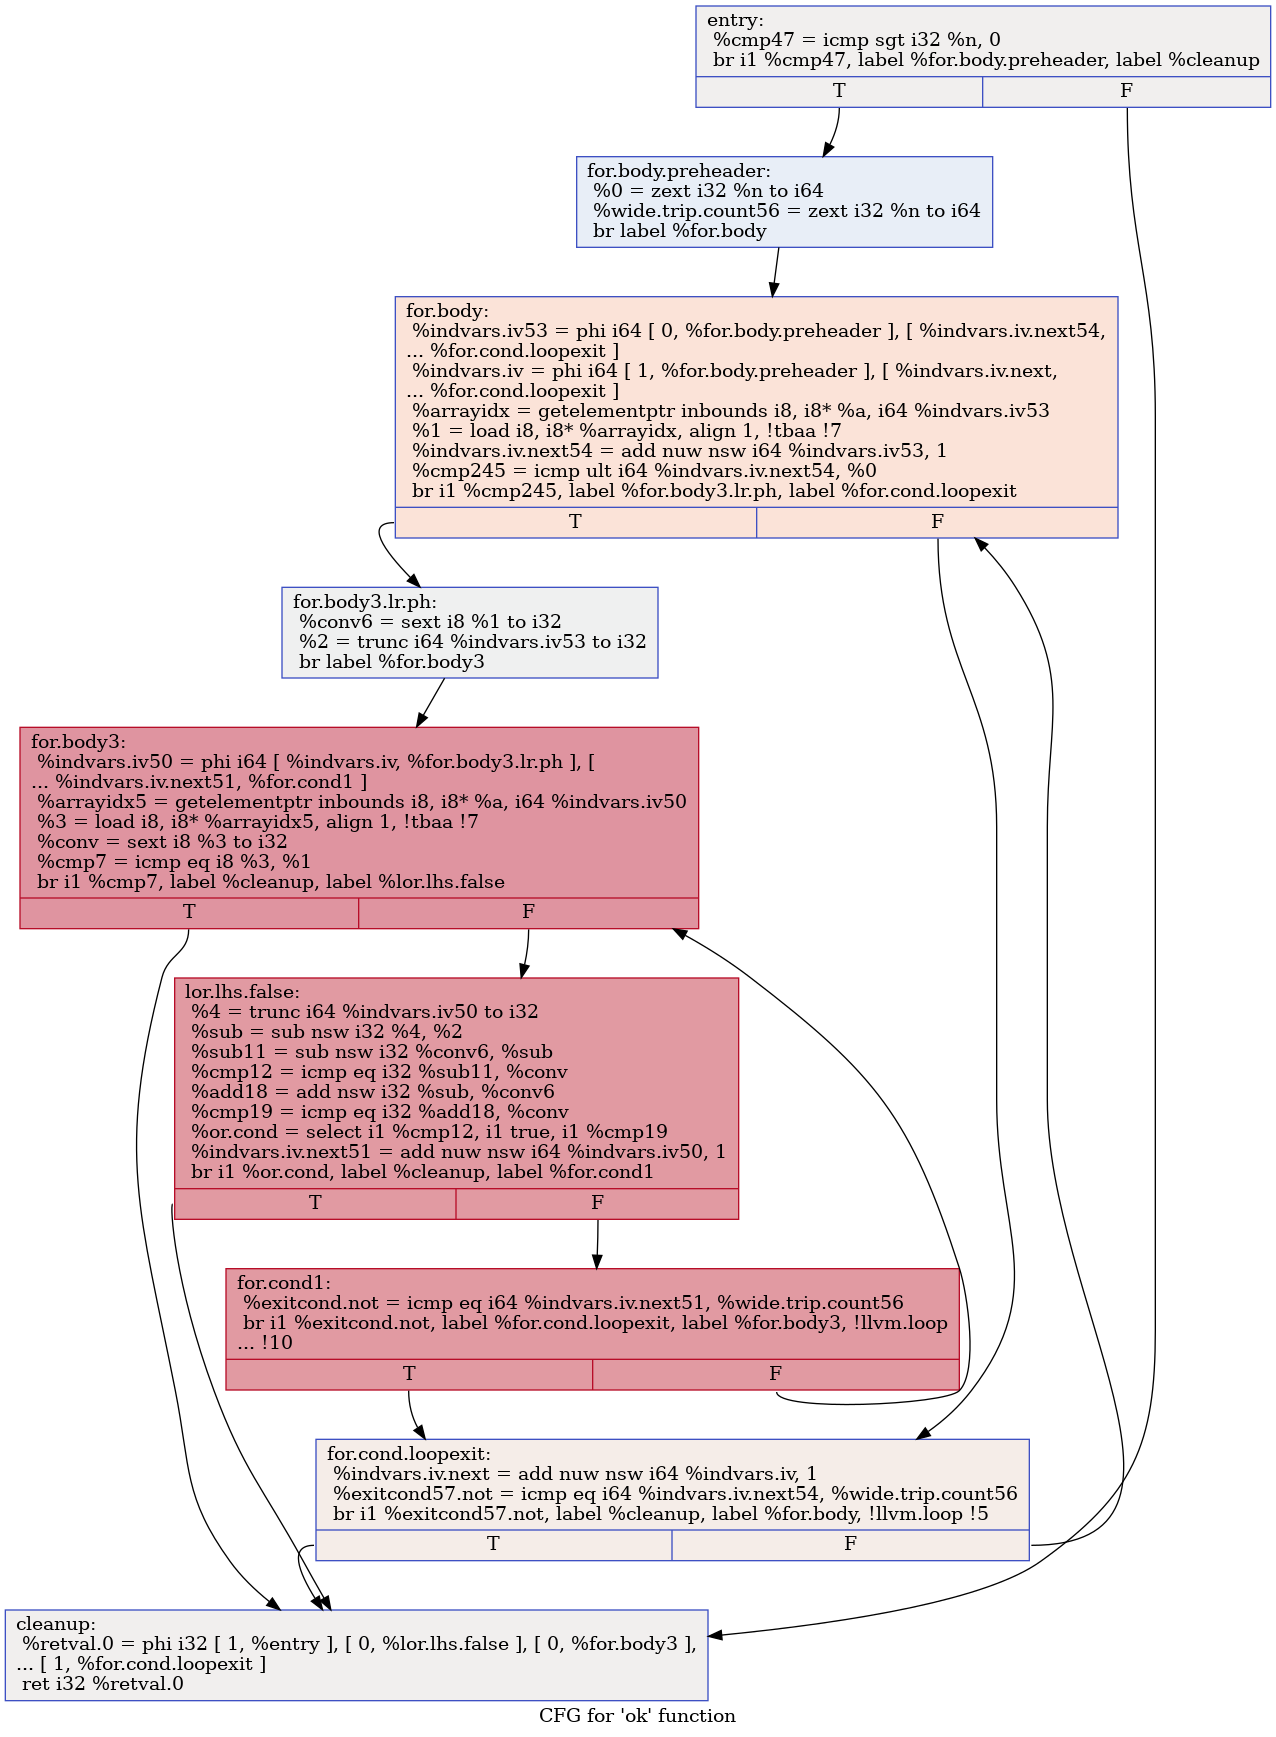 entry:
%cmp47 = icmp sgt i32 %n, 0
br i1 %cmp47, label %for.body.preheader, label %cleanup
T F
for.body.preheader:
%0 = zext i32 %n to i64
%wide.trip.count56 = zext i32 %n to i64
br label %for.body
for.body:
%indvars.iv53 = phi i64 [ 0, %for.body.preheader ], [ %indvars.iv.next54,
... %for.cond.loopexit ]
%indvars.iv = phi i64 [ 1, %for.body.preheader ], [ %indvars.iv.next,
... %for.cond.loopexit ]
%arrayidx = getelementptr inbounds i8, i8* %a, i64 %indvars.iv53
%1 = load i8, i8* %arrayidx, align 1, !tbaa !7
%indvars.iv.next54 = add nuw nsw i64 %indvars.iv53, 1
%cmp245 = icmp ult i64 %indvars.iv.next54, %0
br i1 %cmp245, label %for.body3.lr.ph, label %for.cond.loopexit
T F
for.body3.lr.ph:
%conv6 = sext i8 %1 to i32
%2 = trunc i64 %indvars.iv53 to i32
br label %for.body3
for.body3:
%indvars.iv50 = phi i64 [ %indvars.iv, %for.body3.lr.ph ], [
... %indvars.iv.next51, %for.cond1 ]
%arrayidx5 = getelementptr inbounds i8, i8* %a, i64 %indvars.iv50
%3 = load i8, i8* %arrayidx5, align 1, !tbaa !7
%conv = sext i8 %3 to i32
%cmp7 = icmp eq i8 %3, %1
br i1 %cmp7, label %cleanup, label %lor.lhs.false
T F
lor.lhs.false:
%4 = trunc i64 %indvars.iv50 to i32
%sub = sub nsw i32 %4, %2
%sub11 = sub nsw i32 %conv6, %sub
%cmp12 = icmp eq i32 %sub11, %conv
%add18 = add nsw i32 %sub, %conv6
%cmp19 = icmp eq i32 %add18, %conv
%or.cond = select i1 %cmp12, i1 true, i1 %cmp19
%indvars.iv.next51 = add nuw nsw i64 %indvars.iv50, 1
br i1 %or.cond, label %cleanup, label %for.cond1
T F
for.cond1:
%exitcond.not = icmp eq i64 %indvars.iv.next51, %wide.trip.count56
br i1 %exitcond.not, label %for.cond.loopexit, label %for.body3, !llvm.loop
... !10
T F
for.cond.loopexit:
%indvars.iv.next = add nuw nsw i64 %indvars.iv, 1
%exitcond57.not = icmp eq i64 %indvars.iv.next54, %wide.trip.count56
br i1 %exitcond57.not, label %cleanup, label %for.body, !llvm.loop !5
T F
cleanup:
%retval.0 = phi i32 [ 1, %entry ], [ 0, %lor.lhs.false ], [ 0, %for.body3 ],
... [ 1, %for.cond.loopexit ]
ret i32 %retval.0
CFG for 'ok' function